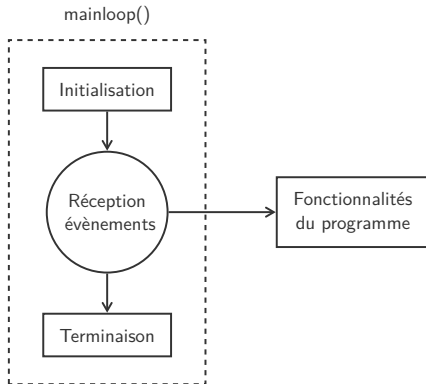 mainloop()
Initialisation
Réception
évènements
Fonctionnalités
du programme
Terminaison